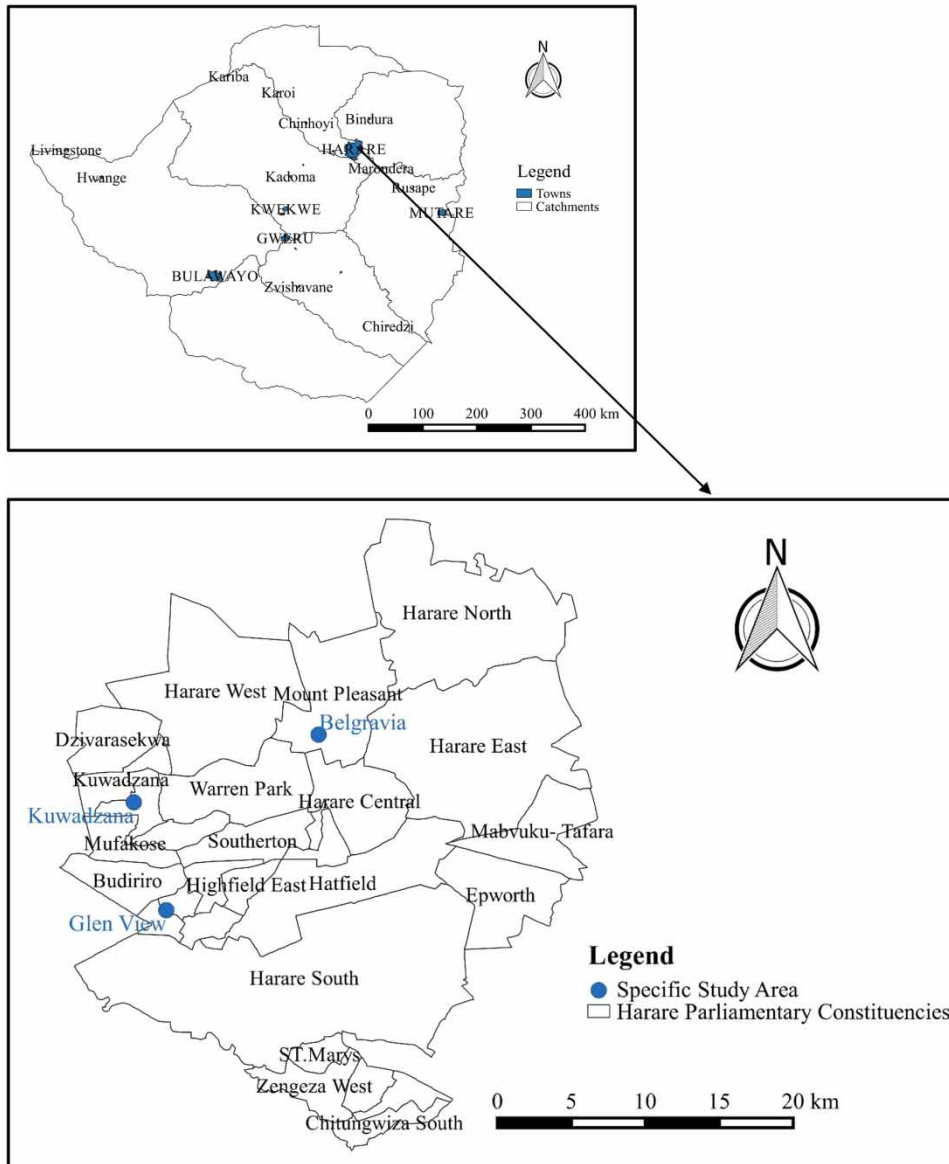 N
Kariba
Karoi
Chinhoyi
Bindura
HARARE
Livingstone
Hwange
Marondera
Kadoma
Rusape
Legend
Towns
Catchments
KWEKWE
MUTARE
GWERU
BULAWAYO
Zvishavane
Chiredzi
0 100 200 300 400 km
N
Harare North
Harare West
Mount Pleasant
Belgravia
Dzivarasekwa
Harare East
Kuwadzana
Warren Park
Harare Central
Kuwadzana
Mabvuku- Tafara
Mufakose
Southerton
Budiriro
Highfield East
Hatfield
Epworth
Glen View
Harare South
Legend
Specific Study Area
Harare Parliamentary Constituencies
ST.Marys
Zengeza West
Chitungwiza South
0 5 10 15 20 km